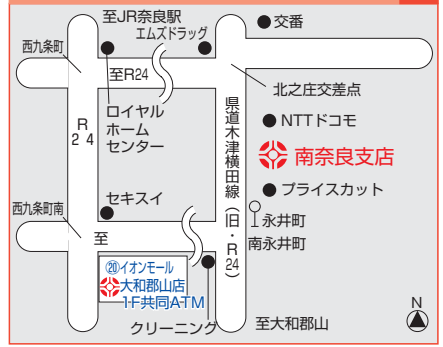 至JR奈良駅
エムズドラッグ
交番
西九条町
至R24
北之庄交差点
ロイヤル
ホーム
センター
R24
県道木津横田線(旧・R24)
NTTドコモ
南奈良支店
プライスカット
セキスイ
西九条町南
永井町
南永井町
至
⑳イオンモール
大和郡山店
1F共同ATM
クリーニング
至大和郡山
N